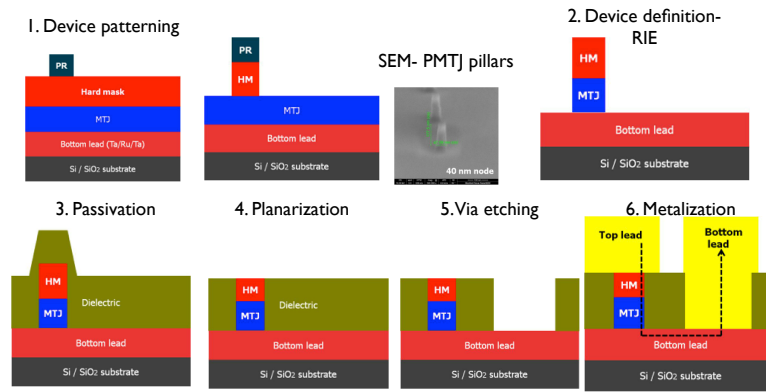 1. Device patterning
PR
Hard mask
MTJ
Bottom lead (Ta/Ru/Ta)
Si / SiO₂ substrate
PR
HM
MTJ
Bottom lead
Si / SiO₂ substrate
SEM- PMTJ pillars
40 nm node
2. Device definition-
RIE
HM
MTJ
Bottom lead
Si / SiO₂ substrate
3. Passivation
HM
MTJ
Dielectric
Bottom lead
Si / SiO₂ substrate
4. Planarization
HM
MTJ
Dielectric
Bottom lead
Si / SiO₂ substrate
5. Via etching
HM
MTJ
Bottom lead
Si / SiO₂ substrate
6. Metalization
Top lead
Bottom
lead
HM
MTJ
Bottom lead
Si / SiO₂ substrate